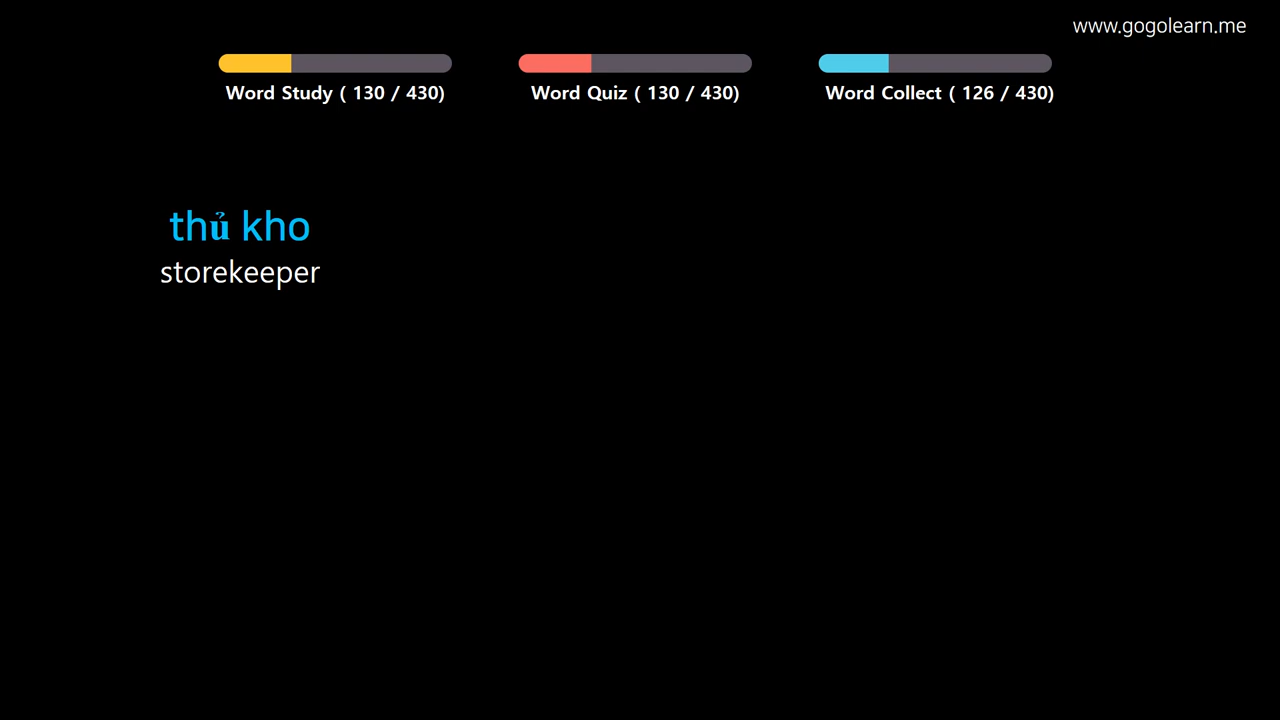 www.gogolearn.me
Word Study ( 130 / 430)
Word Quiz ( 130 / 430)
Word Collect ( 126 / 430)
thủ kho
storekeeper